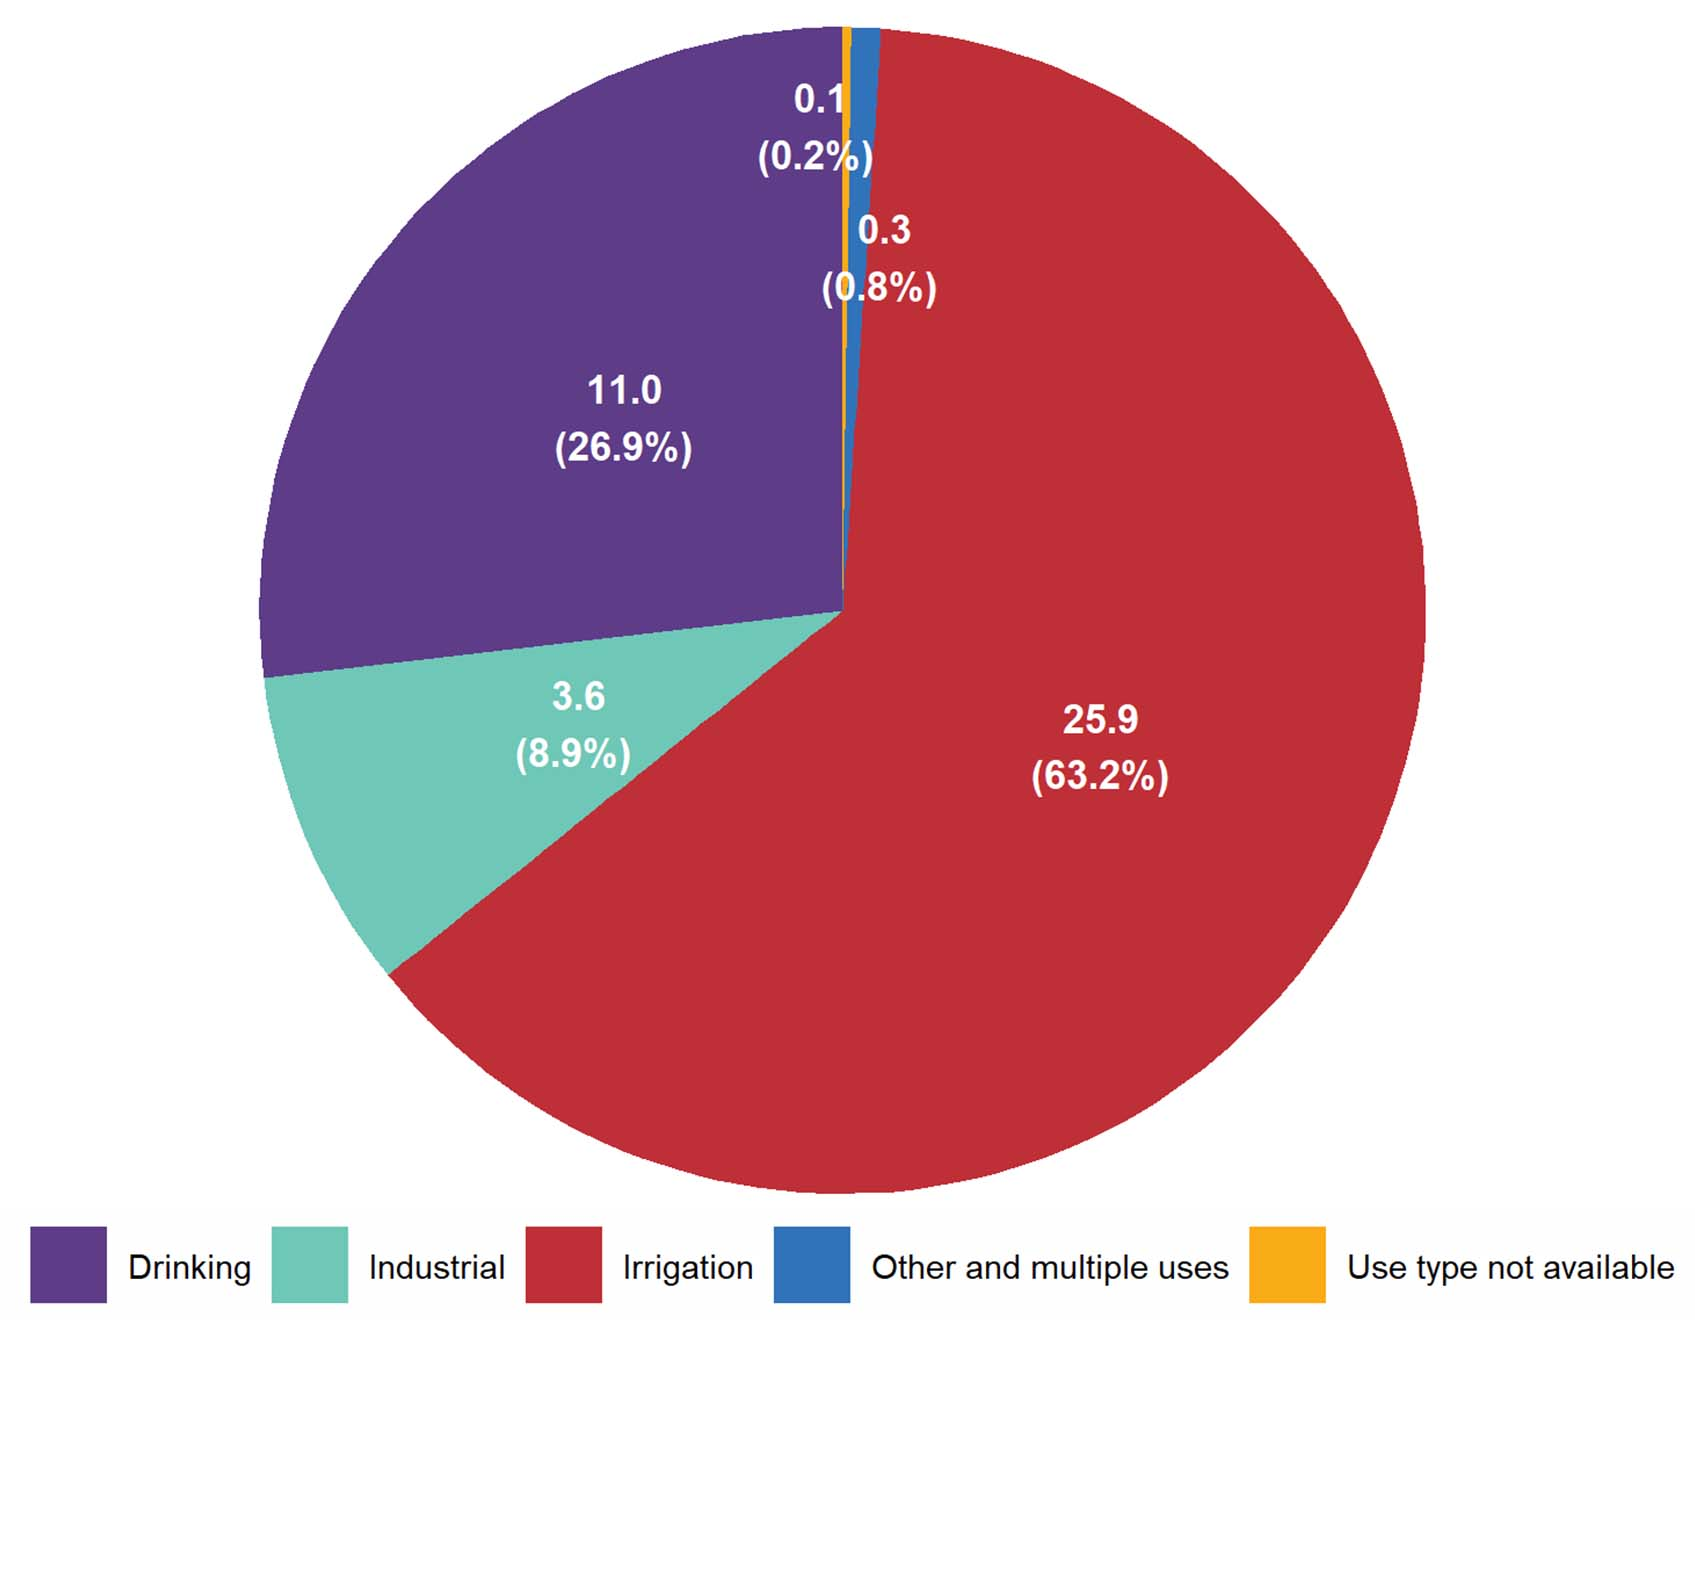 0.1
(0.2%)
0.3
(0.8%)
11.0
(26.9%)
3.6
(8.9%)
25.9
(63.2%)
Drinking
Industrial
Irrigation
Other and multiple uses
Use type not available